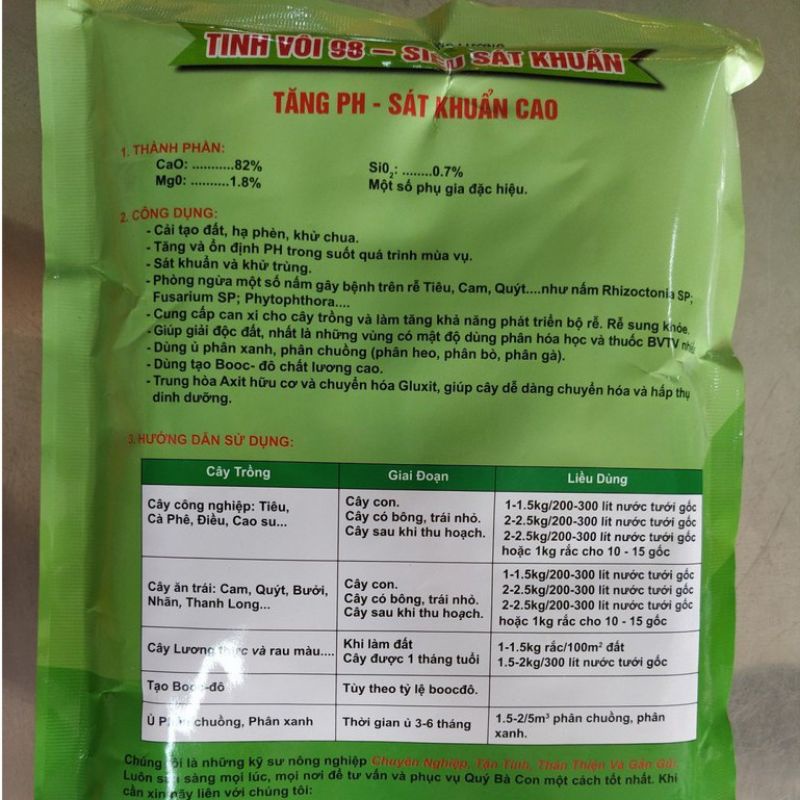 TINH VÔI 98 – SIÊU SÁT KHUẨN
TĂNG PH - SÁT KHUẨN CAO
1. THÀNH PHẦN:
CaO: ...........82% Si0₂: ........0.7%
Mg0: ..........1.8% Một số phụ gia đặc hiệu.
2. CÔNG DỤNG:
- Cải tạo đất, hạ phèn, khử chua.
- Tăng và ổn định PH trong suốt quá trình mùa vụ.
- Sát khuẩn và khử trùng.
- Phòng ngừa một số nấm gây bệnh trên rễ Tiêu, Cam, Quýt....như nấm Rhizoctonia SP;
Fusarium SP; Phytophthora....
- Cung cấp can xi cho cây trồng và làm tăng khả năng phát triển bộ rễ. Rễ sung khỏe.
- Giúp giải độc đất, nhất là những vùng có mật độ dùng phân hóa học và thuốc BVTV
- Dùng ủ phân xanh, phân chuồng (phân heo, phân bò, phân gà).
- Dùng tạo Booc- đô chất lương cao.
- Trung hòa Axit hữu cơ và chuyển hóa Gluxit, giúp cây dễ dàng chuyển hóa và hấp thụ
dinh dưỡng.
3. HƯỚNG DẪN SỬ DỤNG:
Cây Trồng Giai Đoạn Liều Dùng
Cây công nghiệp: Tiêu, Cây con. 1-1.5kg/200-300 lít nước tưới gốc
Cà Phê, Điều, Cao su... Cây có bông, trái nhỏ. 2-2.5kg/200-300 lít nước tưới gốc
Cây sau khi thu hoạch. 2-2.5kg/200-300 lít nước tưới gốc
hoặc 1kg rắc cho 10 - 15 gốc
Cây ăn trái: Cam, Quýt, Bưởi, Cây con. 1-1.5kg/200-300 lít nước tưới gốc
Nhãn, Thanh Long... Cây có bông, trái nhỏ. 2-2.5kg/200-300 lít nước tưới gốc
Cây sau khi thu hoạch. 2-2.5kg/200-300 lít nước tưới gốc
hoặc 1kg rắc cho 10 - 15 gốc
Cây Lương thực và rau màu.... Khi làm đất 1-1.5kg rắc/100m² đất
Cây được 1 tháng tuổi 1.5-2kg/300 lít nước tưới gốc
Tạo Booc-đô Tùy theo tỷ lệ boocđô.
Ủ Phân chuồng, Phân xanh Thời gian ủ 3-6 tháng 1.5-2/5m³ phân chuồng, phân
xanh.
Chúng tôi là những kỹ sư nông nghiệp Chuyên Nghiệp, Tận Tình, Thân Thiện Và Gần Gũi.
Luôn sẵn sàng mọi lúc, mọi nơi để tư vấn và phục vụ Quý Bà Con một cách tốt nhất. Khi
cần xin hãy liên với chúng tôi: